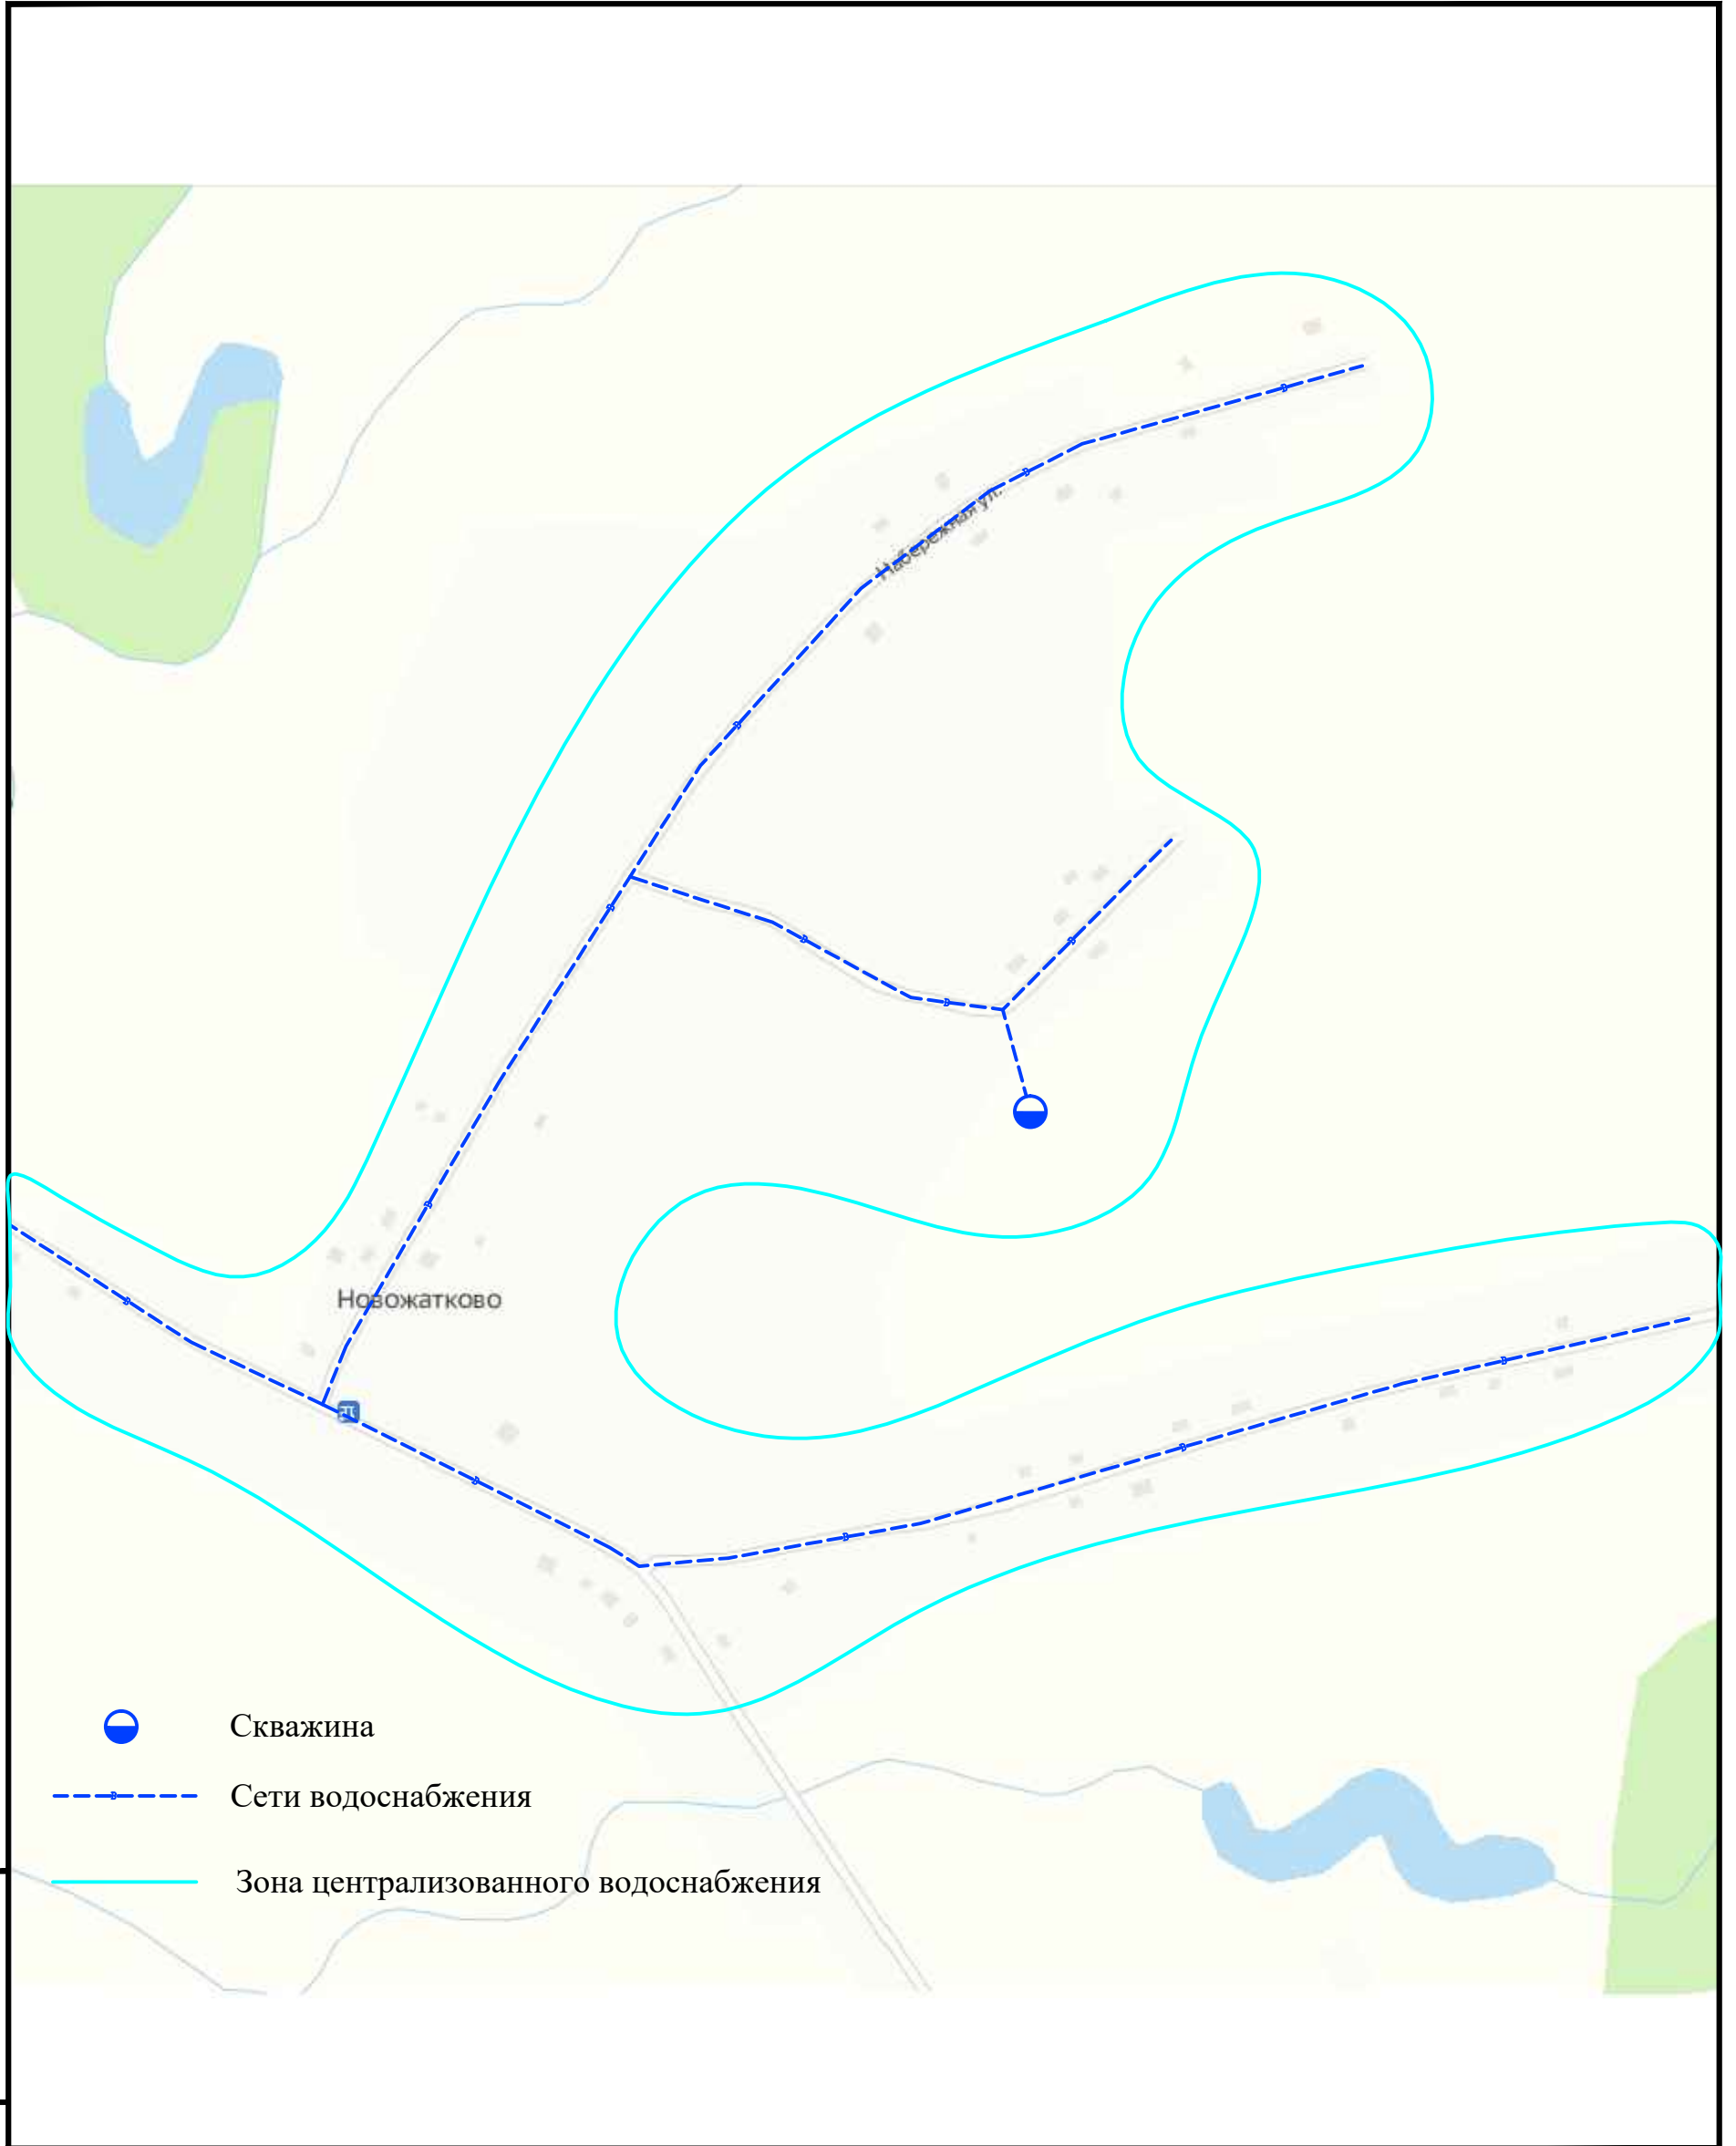 Набережная ул.
Новожатково
Скважина
Сети водоснабжения
Зона централизованного водоснабжения